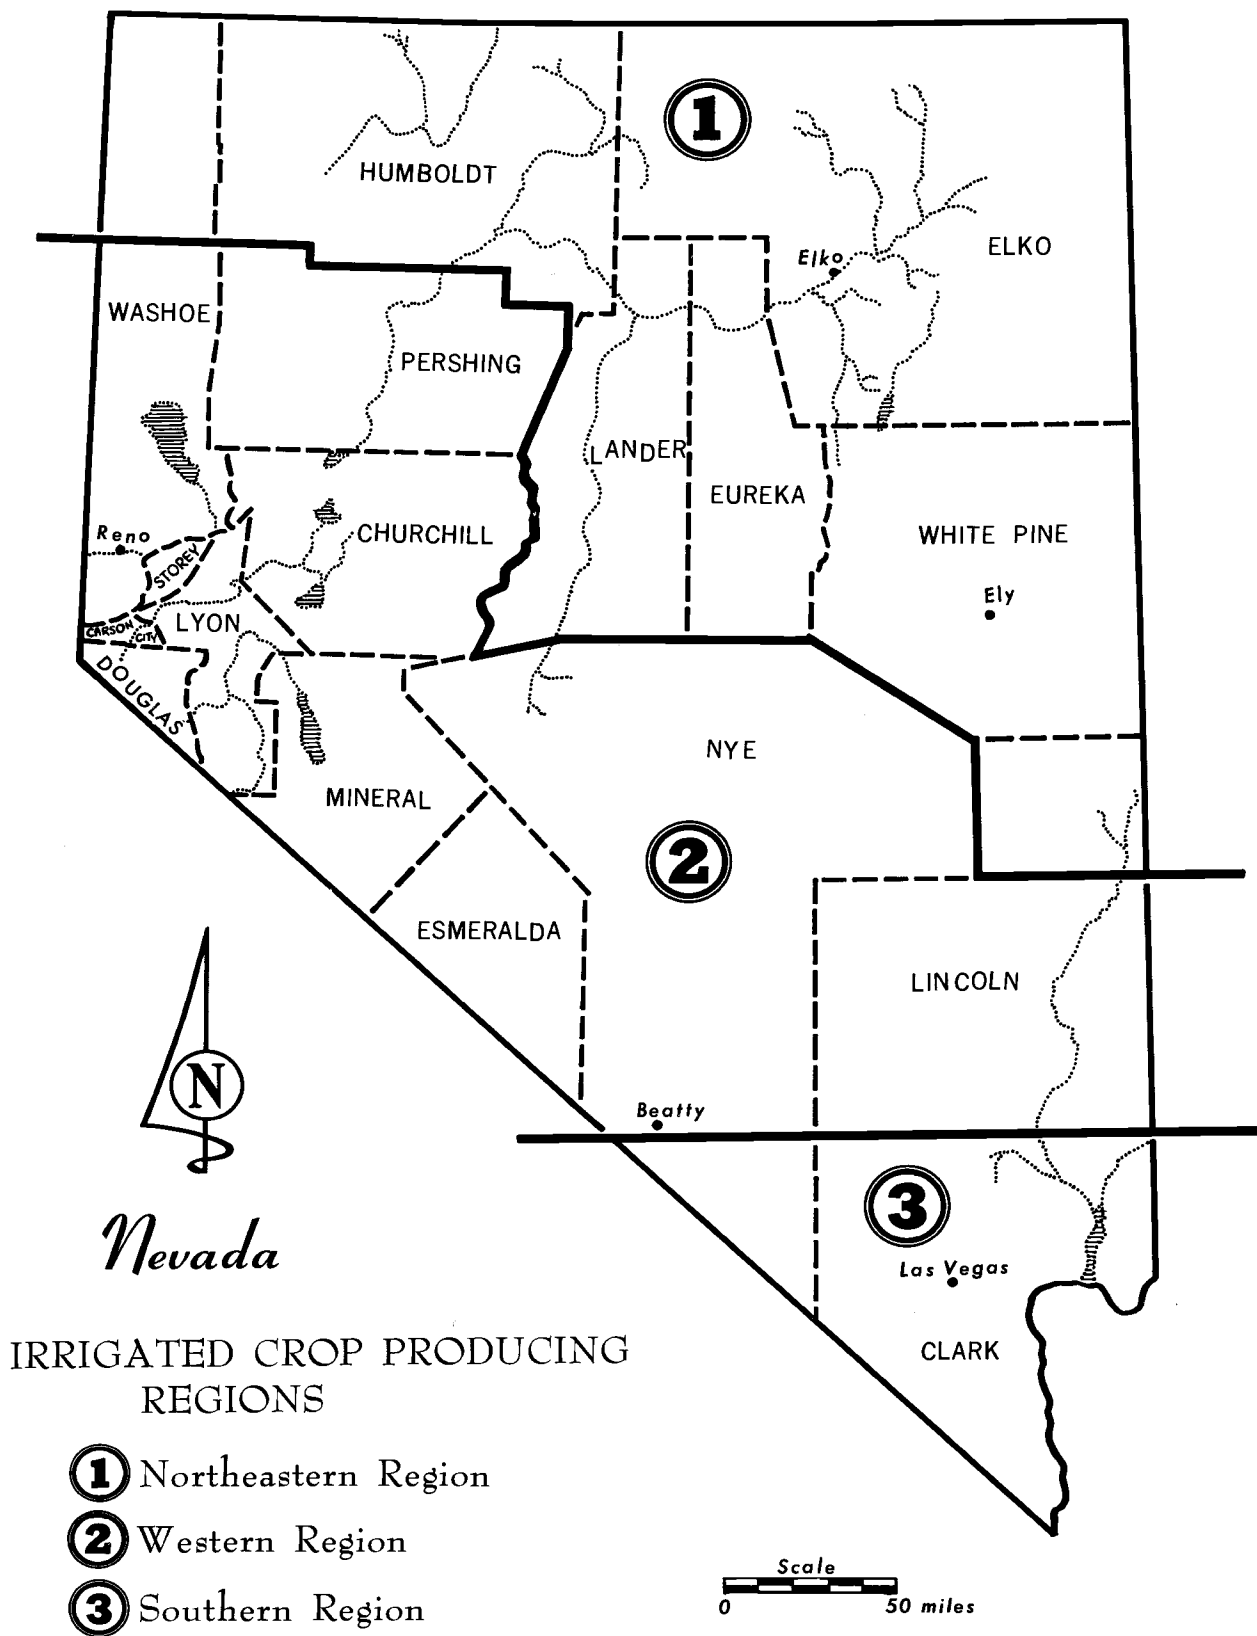 1
HUMBOLDT
ELKO
Elko
WASHOE
PERSHING
LANDER
EUREKA
CHURCHILL
WHITE PINE
Reno
STOREY
Ely
LYON
CARSON
CITY
DOUGLAS
NYE
MINERAL
2
ESMERALDA
LINCOLN
N
Beatty
3
Nevada
Las Vegas
CLARK
IRRIGATED CROP PRODUCING
REGIONS
1 Northeastern Region
2 Western Region
3 Southern Region
Scale
0 50 miles